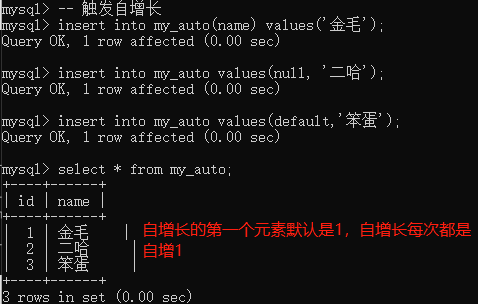 mysql> -- 触发自增长
mysql> insert into my_auto(name) values('金毛');
Query OK, 1 row affected (0.00 sec)
mysql> insert into my_auto values(null, '二哈');
Query OK, 1 row affected (0.00 sec)
mysql> insert into my_auto values(default,'笨蛋');
Query OK, 1 row affected (0.00 sec)
mysql> select * from my_auto;
+----+------+
| id | name |
+----+------+
|  1 | 金毛   |
|  2 | 二哈   |
|  3 | 笨蛋   |
+----+------+
自增长的第一个元素默认是1，自增长每次都是
自增1
3 rows in set (0.00 sec)